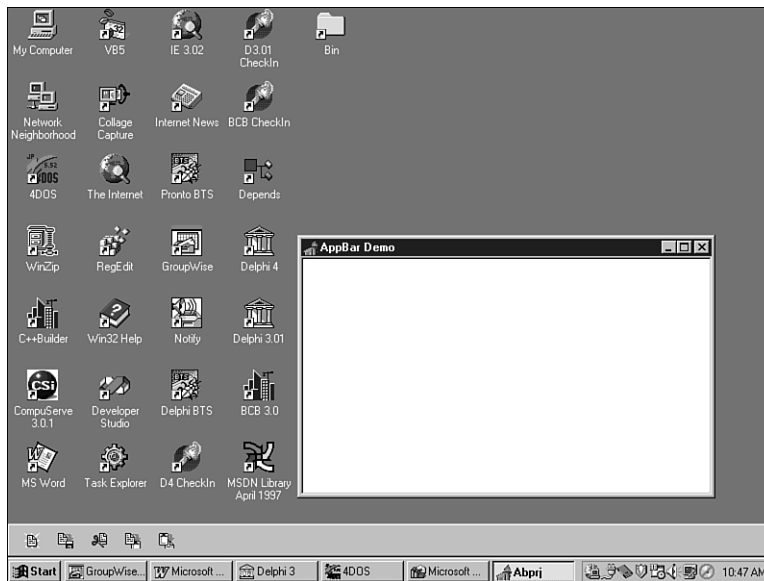 My Computer
VB5
IE 3.02
D3.01
CheckIn
Bin
Network
Neighborhood
Collage
Capture
Internet News
BCB CheckIn
4DOS
The Internet
Pronto BTS
Depends
WinZip
RegEdit
GroupWise
Delphi 4
AppBar Demo
C++Builder
Win32 Help
Notify
Delphi 3.01
CompuServe
3.0.1
Developer
Studio
Delphi BTS
BCB 3.0
MS Word
Task Explorer
D4 CheckIn
MSDN Library
April 1997
Start
GroupWise...
Microsoft ...
Delphi 3
4DOS
Microsoft ...
Abprj
10:47 AM